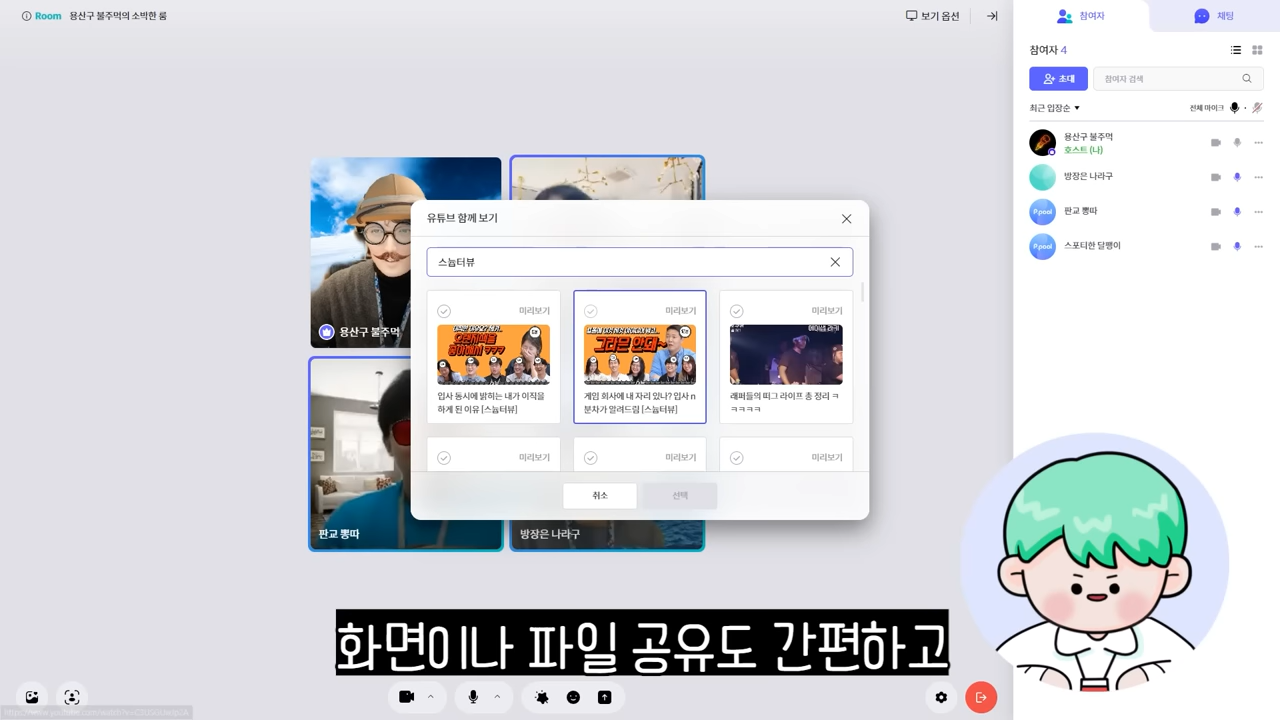 Room 용산구 불주먹의 소박한 룸
보기 옵션
참여자
채팅
참여자 4
초대
참여자 검색
최근 입장순
전체 마이크
용산구 불주먹
호스트 (나)
방장은 나라구
판교 뽕따
P.pool
스포티한 달팽이
P.pool
유튜브 함께 보기
스늅터뷰
미리보기
미리보기
미리보기
그라믄 안돼~
입사 동시에 밝히는 내가 이직을
하게 된 이유 [스늅터뷰]
게임 회사에 내 자리 있나? 입사 n
분차가 알려드림 [스늅터뷰]
래퍼들의 띠그 라이프 총 정리 ㅋ
ㅋㅋㅋㅋ
미리보기
미리보기
미리보기
취소
선택
용산구 불주먹
판교 뽕따
방장은 나라구
화면이나 파일 공유도 간편하고